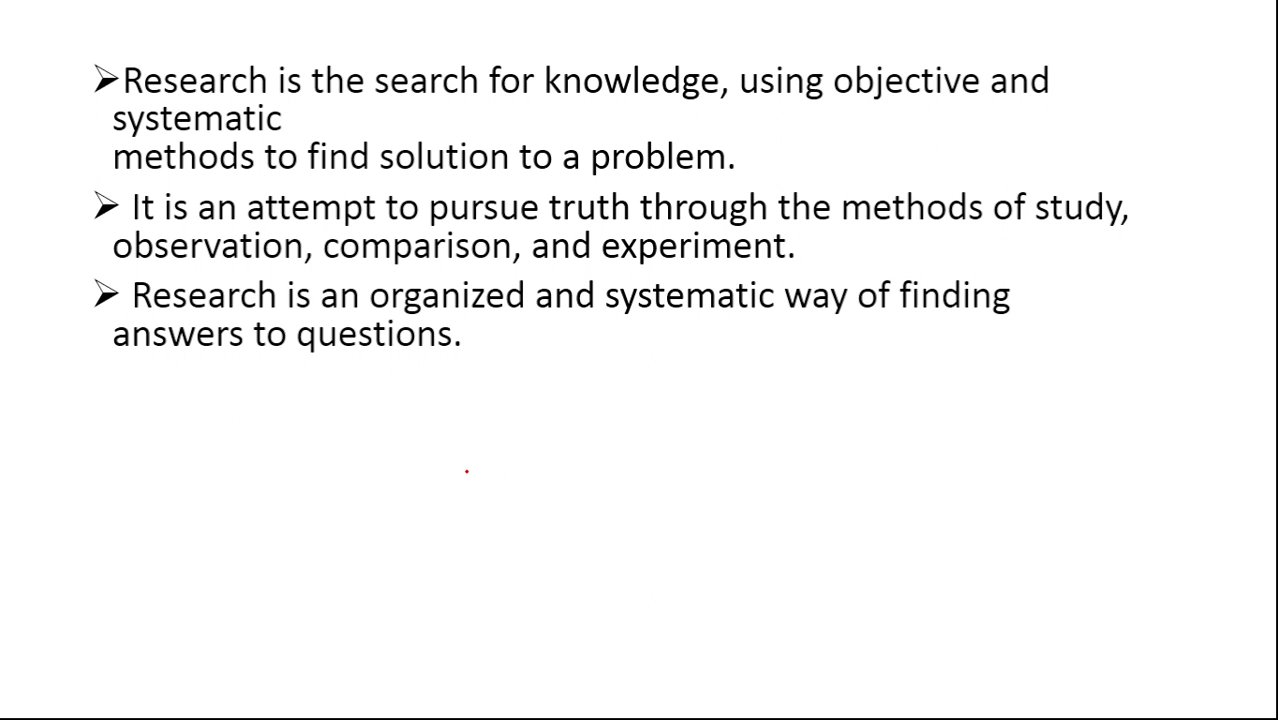 ➢Research is the search for knowledge, using objective and
systematic
methods to find solution to a problem.
➢ It is an attempt to pursue truth through the methods of study,
observation, comparison, and experiment.
➢ Research is an organized and systematic way of finding
answers to questions.